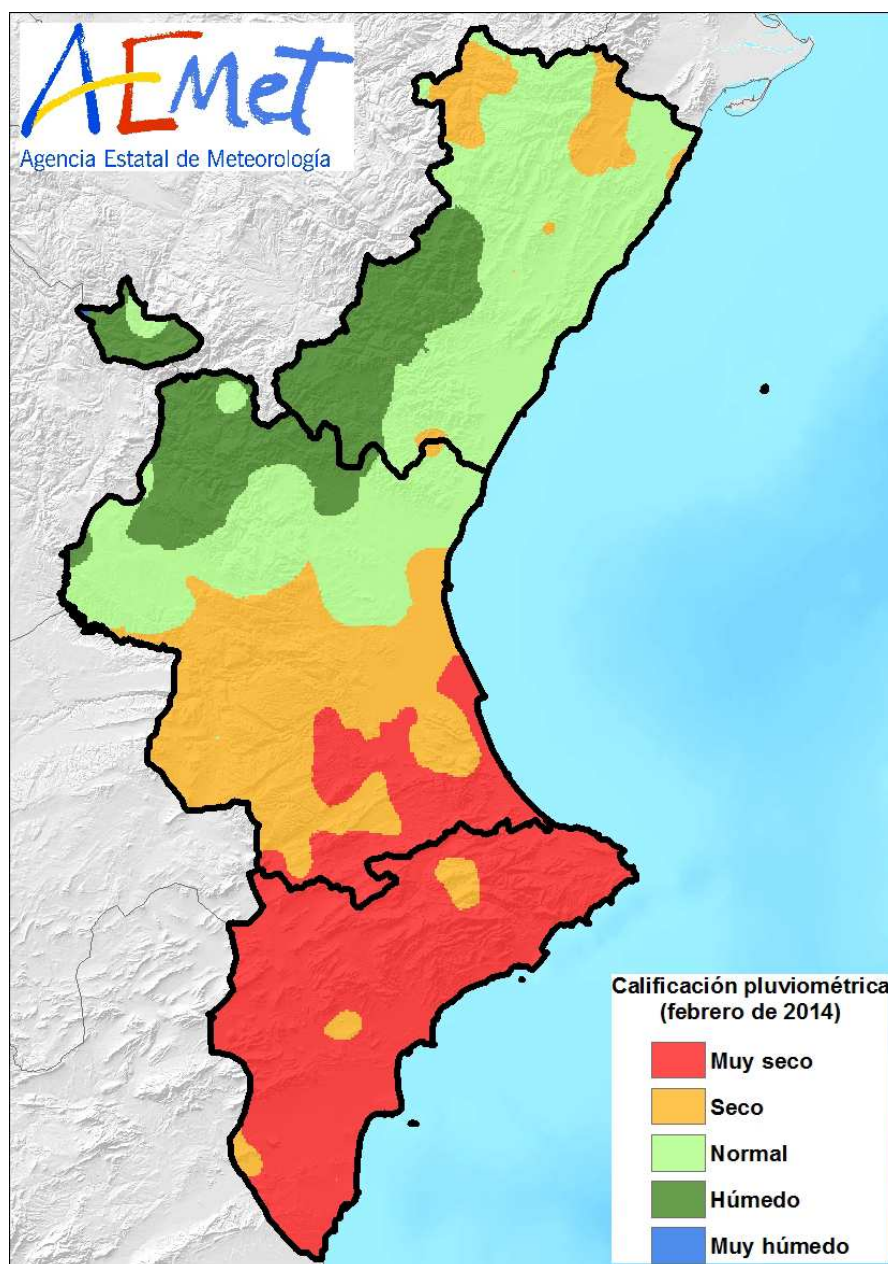 AEmet
Agencia Estatal de Meteorología
Calificación pluviométrica
(febrero de 2014)
Muy seco
Seco
Normal
Húmedo
Muy húmedo